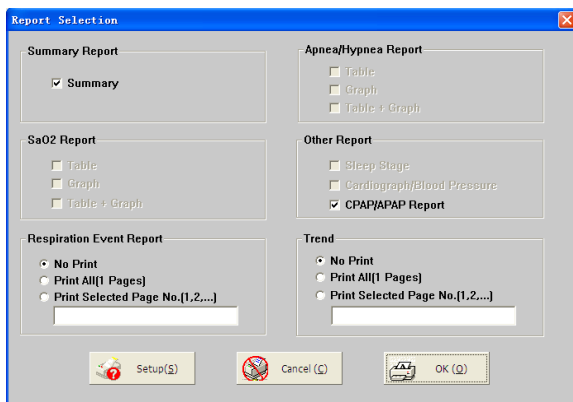 Report Selection
Summary Report
Summary
Apnea/Hypnea Report
Table
Graph
Table + Graph
SaO2 Report
Table
Graph
Table + Graph
Other Report
Sleep Stage
Cardiograph/Blood Pressure
CPAP/APAP Report
Respiration Event Report
No Print
Print All(1 Pages)
Print Selected Page No.(1,2,...)
Trend
No Print
Print All(1 Pages)
Print Selected Page No.(1,2,...)
Setup(S)
Cancel (C)
OK (O)